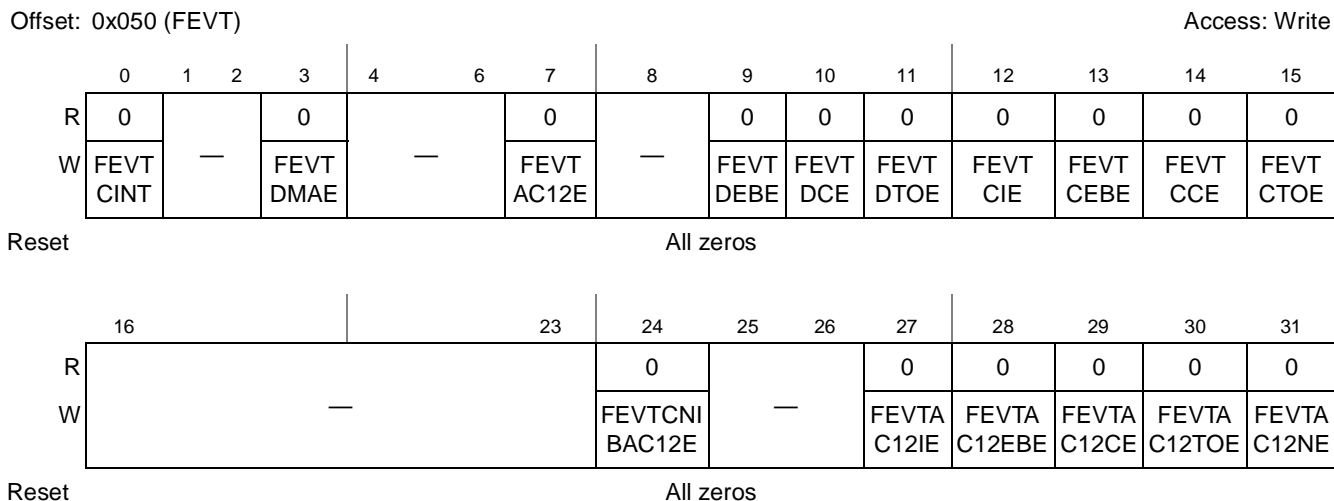 Offset: 0x050 (FEVT) Access: Write
0 1 2 3 4 6 7 8 9 10 11 12 13 14 15
R 0 0 0 0 0 0 0 0 0 0
W FEVT — FEVT — FEVT — FEVT FEVT FEVT FEVT FEVT FEVT FEVT
CINT DMAE AC12E DEBE DCE DTOE CIE CEBE CCE CTOE
Reset All zeros
16 23 24 25 26 27 28 29 30 31
R 0 0 0 0 0 0
W — FEVTCNI — FEVTA FEVTA FEVTA FEVTA FEVTA
BAC12E C12IE C12EBE C12CE C12TOE C12NE
Reset All zeros